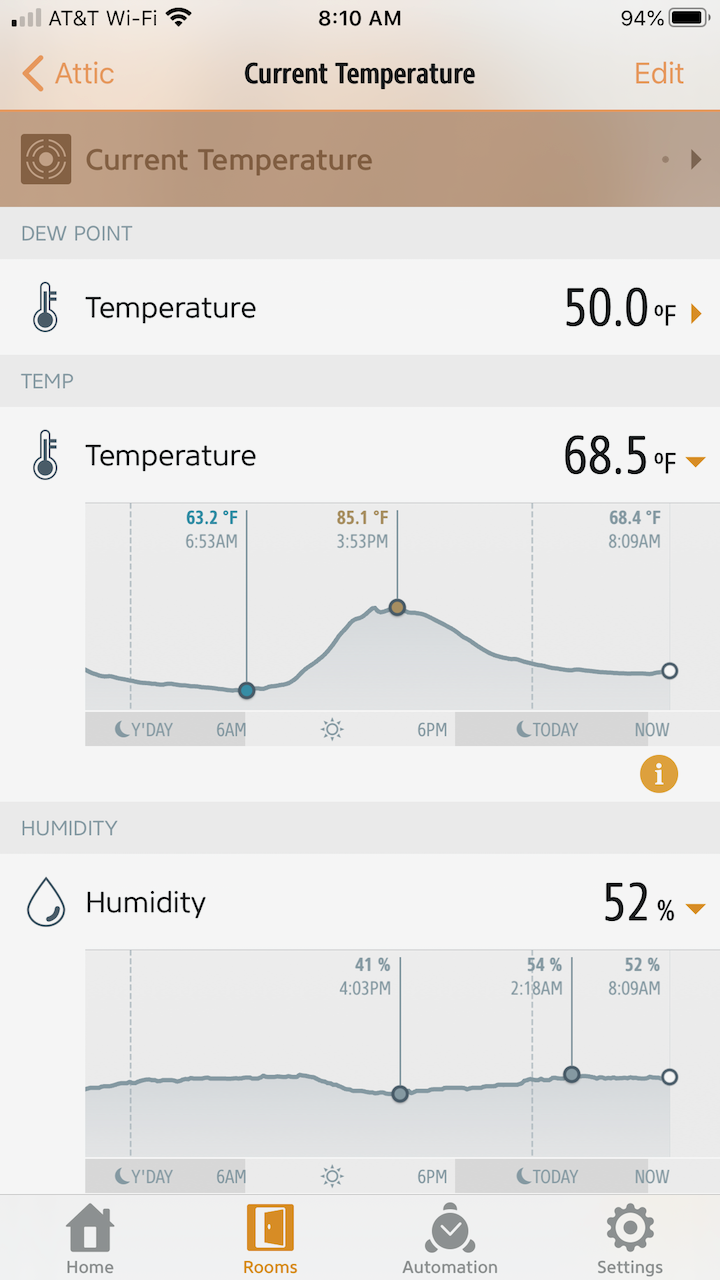 AT&T Wi-Fi 8:10 AM 94%
Attic Current Temperature Edit
Current Temperature
DEW POINT
Temperature 50.0 ºF
TEMP
Temperature 68.5 ºF
63.2 °F 85.1 °F 68.4 °F
6:53AM 3:53PM 8:09AM
Y'DAY 6AM 6PM TODAY NOW
i
HUMIDITY
Humidity 52 %
41 % 54 % 52 %
4:03PM 2:18AM 8:09AM
Y'DAY 6AM 6PM TODAY NOW
Home Rooms Automation Settings